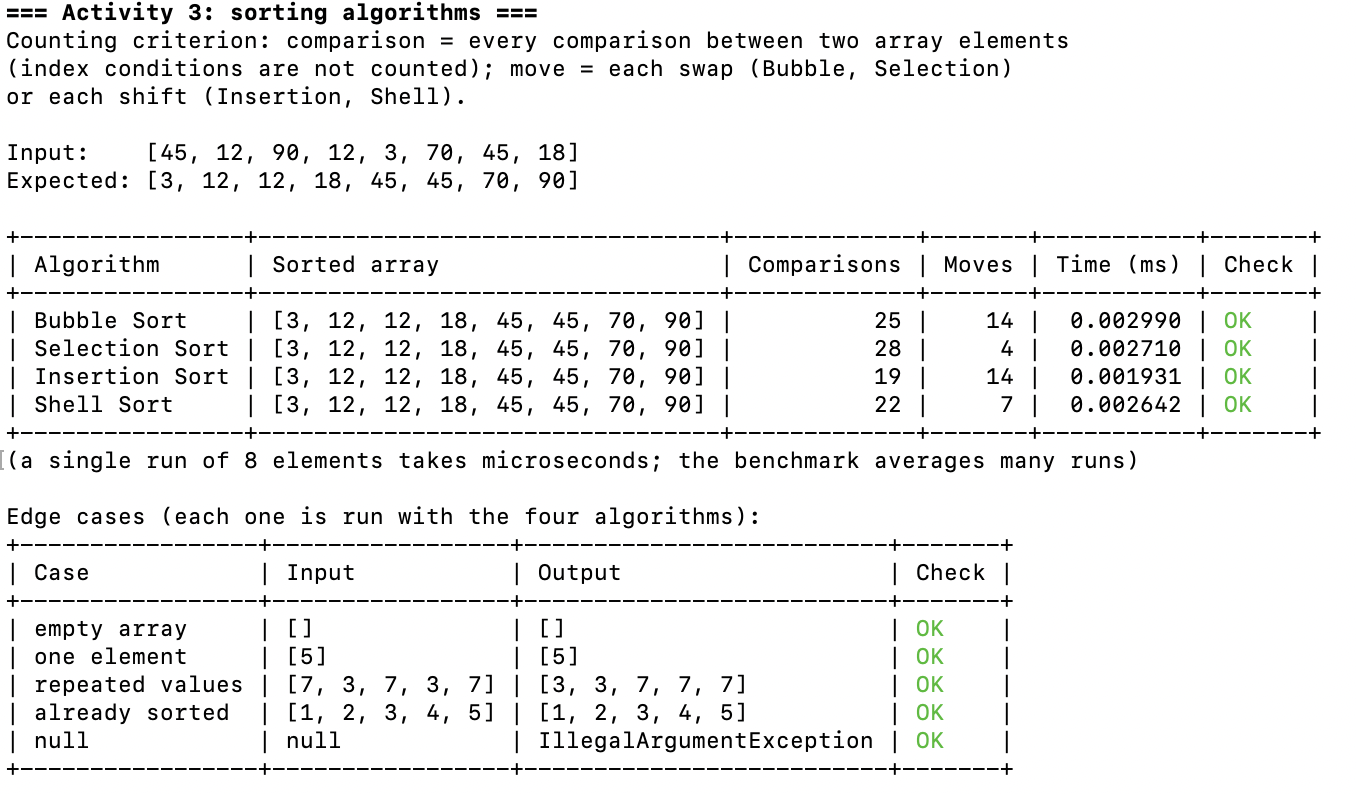 === Activity 3: sorting algorithms ===
Counting criterion: comparison = every comparison between two array elements
(index conditions are not counted); move = each swap (Bubble, Selection)
or each shift (Insertion, Shell).

Input:    [45, 12, 90, 12, 3, 70, 45, 18]
Expected: [3, 12, 12, 18, 45, 45, 70, 90]

+----------------+---------------------------------+-------------+-------+-----------+-------+
| Algorithm      | Sorted array                    | Comparisons | Moves | Time (ms) | Check |
+----------------+---------------------------------+-------------+-------+-----------+-------+
| Bubble Sort    | [3, 12, 12, 18, 45, 45, 70, 90] |          25 |    14 |  0.002990 | OK    |
| Selection Sort | [3, 12, 12, 18, 45, 45, 70, 90] |          28 |     4 |  0.002710 | OK    |
| Insertion Sort | [3, 12, 12, 18, 45, 45, 70, 90] |          19 |    14 |  0.001931 | OK    |
| Shell Sort     | [3, 12, 12, 18, 45, 45, 70, 90] |          22 |     7 |  0.002642 | OK    |
+----------------+---------------------------------+-------------+-------+-----------+-------+
(a single run of 8 elements takes microseconds; the benchmark averages many runs)

Edge cases (each one is run with the four algorithms):
+-----------------+-----------------+--------------------------+-------+
| Case            | Input           | Output                   | Check |
+-----------------+-----------------+--------------------------+-------+
| empty array     | []              | []                       | OK    |
| one element     | [5]             | [5]                      | OK    |
| repeated values | [7, 3, 7, 3, 7] | [3, 3, 7, 7, 7]          | OK    |
| already sorted  | [1, 2, 3, 4, 5] | [1, 2, 3, 4, 5]          | OK    |
| null            | null            | IllegalArgumentException | OK    |
+-----------------+-----------------+--------------------------+-------+